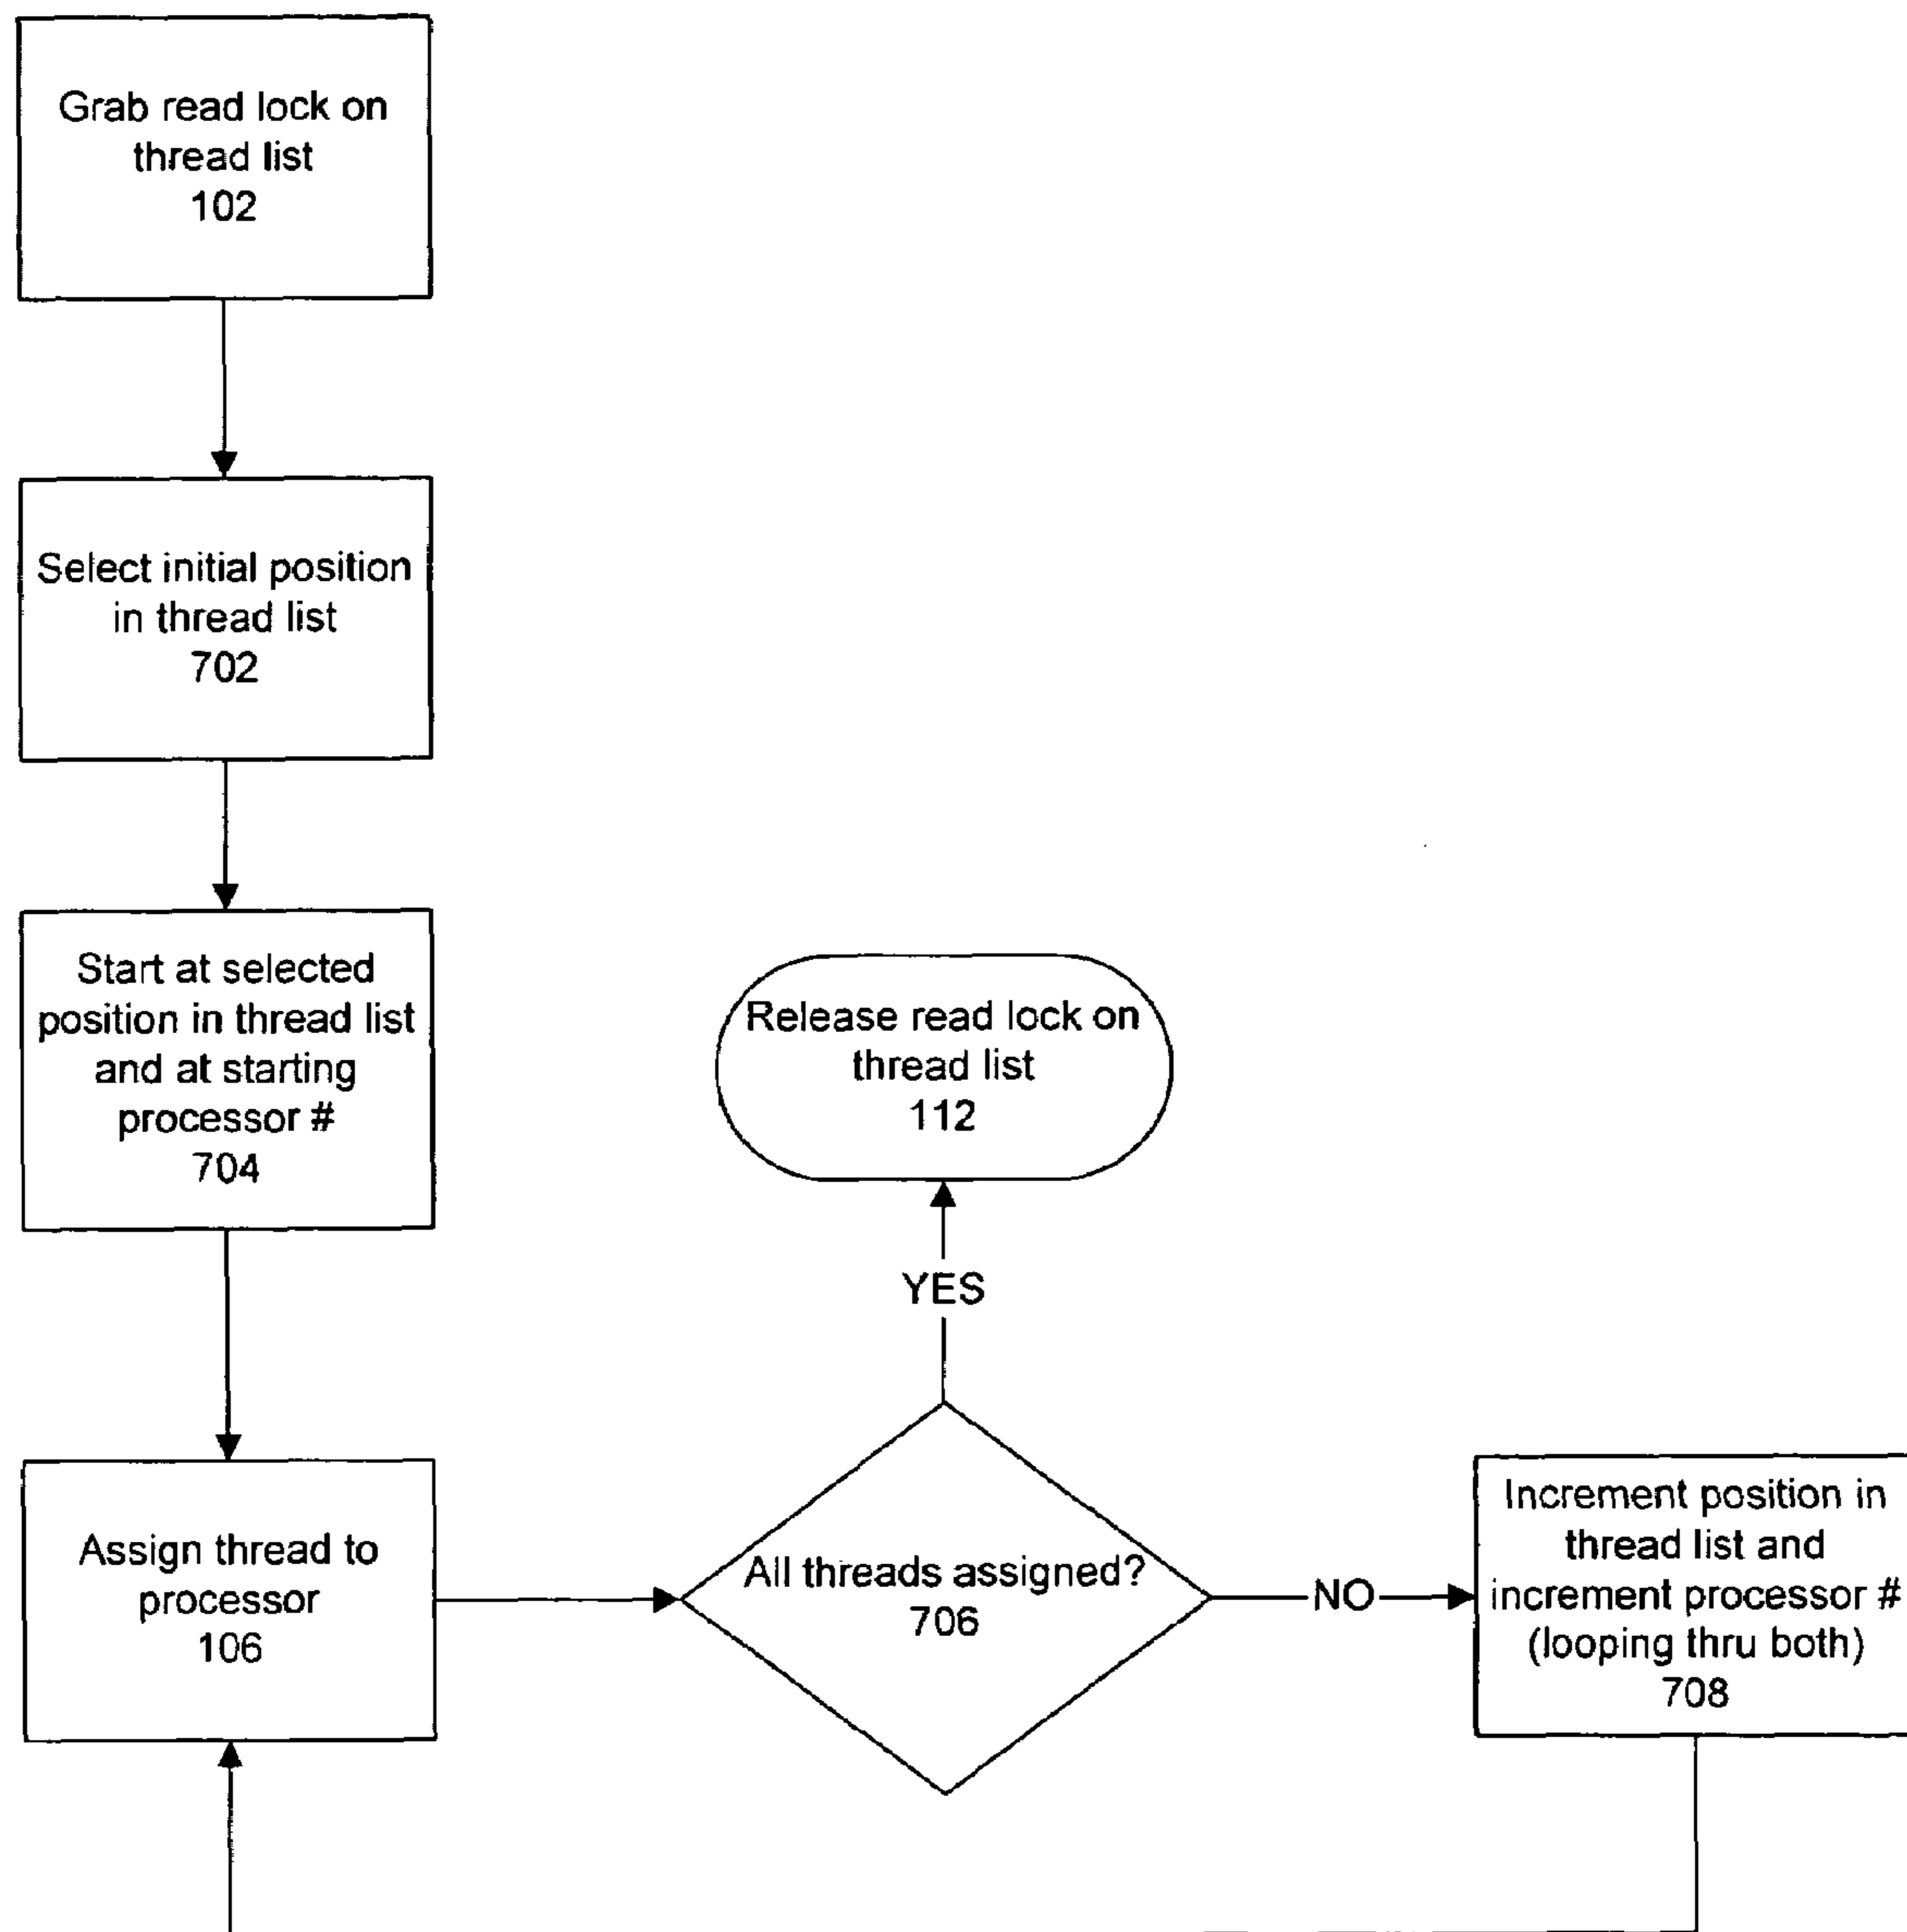 Grab read lock on
thread list
102
Select initial position
in thread list
702
Start at selected
position in thread list
and at starting
processor #
704
Release read lock on
thread list
112
YES
Assign thread to
processor
106
All threads assigned?
706
NO
Increment position in
thread list and
increment processor #
(looping thru both)
708